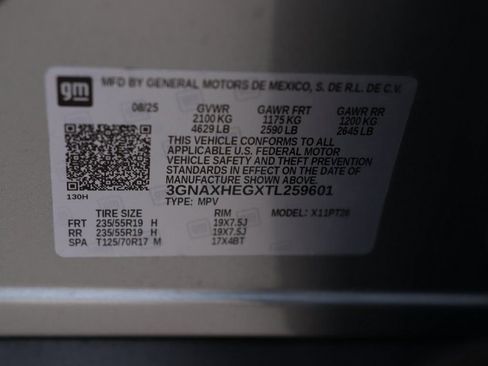 gm MFD BY GENERAL MOTORS DE MEXICO, S. DE R.L. DE C.V.
08/25 GVWR GAWR FRT GAWR RR
2100 KG 1175 KG 1200 KG
4629 LB 2590 LB 2645 LB
THIS VEHICLE CONFORMS TO ALL
APPLICABLE U.S. FEDERAL MOTOR
VEHICLE SAFETY AND THEFT PREVENTION
STANDARDS IN EFFECT ON THE DATE OF
MANUFACTURE SHOWN ABOVE.
3GNAXHEGXTL259601
130H TYPE: MPV
TIRE SIZE RIM MODEL: X11PT26
FRT 235/55R19 H 19X7.5J
RR 235/55R19 H 19X7.5J
SPA T125/70R17 M 17X4BT